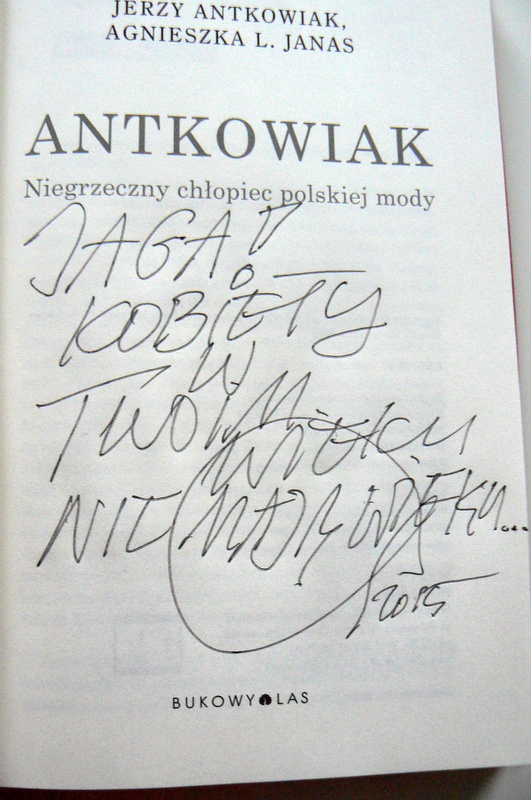 JERZY ANTKOWIAK,
AGNIESZKA L. JANAS
ANTKOWIAK
Niegrzeczny chłopiec polskiej mody
JAGA!
KOBIETY
W
TWOIM
WIEKU
NIE MAJĄ WIEKU...
2015
BUKOWY LAS